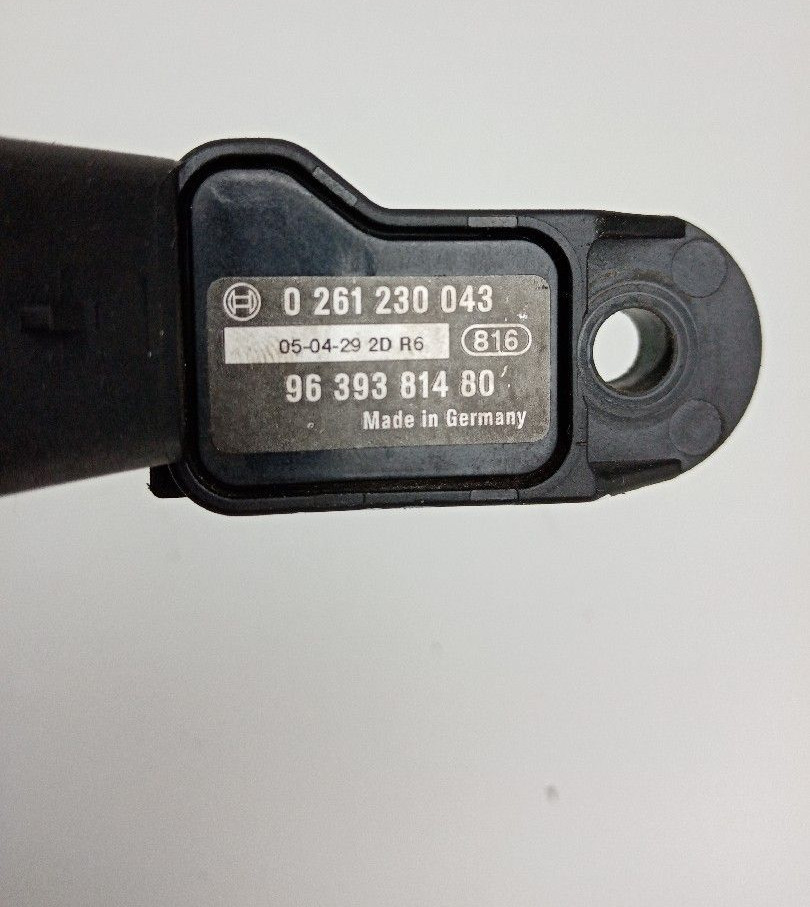 0 261 230 043
05-04-29 2D R6
816
96 393 814 80
Made in Germany